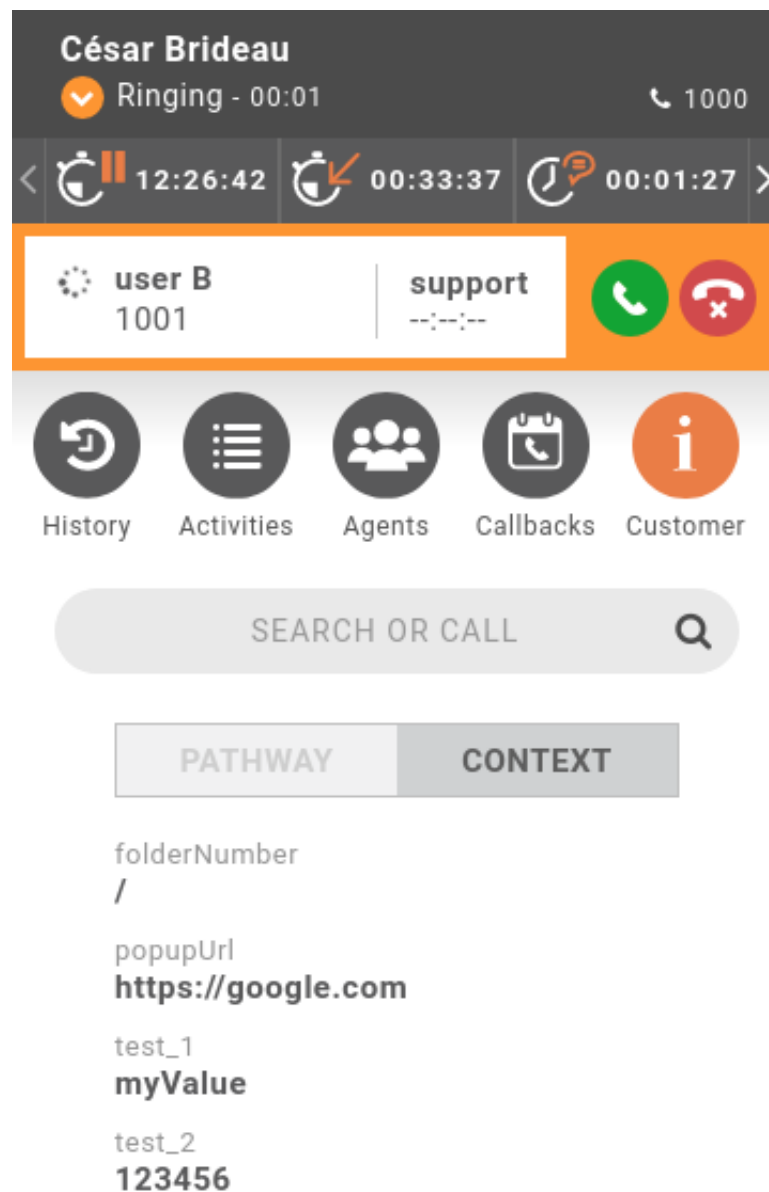 César Brideau
Ringing - 00:01 1000
12:26:42 00:33:37 00:01:27
user B support
1001 --:--:--
History Activities Agents Callbacks Customer
SEARCH OR CALL
PATHWAY CONTEXT
folderNumber
/
popupUrl
https://google.com
test_1
myValue
test_2
123456